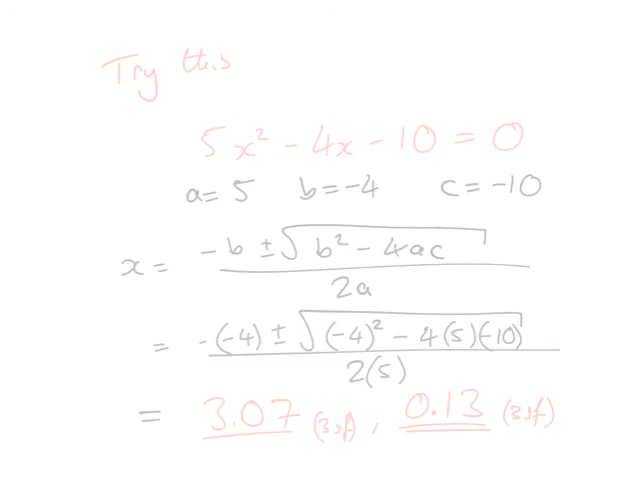 Try this
5x² - 4x - 10 = 0
a = 5 b = -4 c = -10
x = -b ± √(b² - 4ac) / 2a
= -(-4) ± √((-4)² - 4(5)(-10)) / 2(5)
= 3.07 (3sf), 0.13 (3sf)